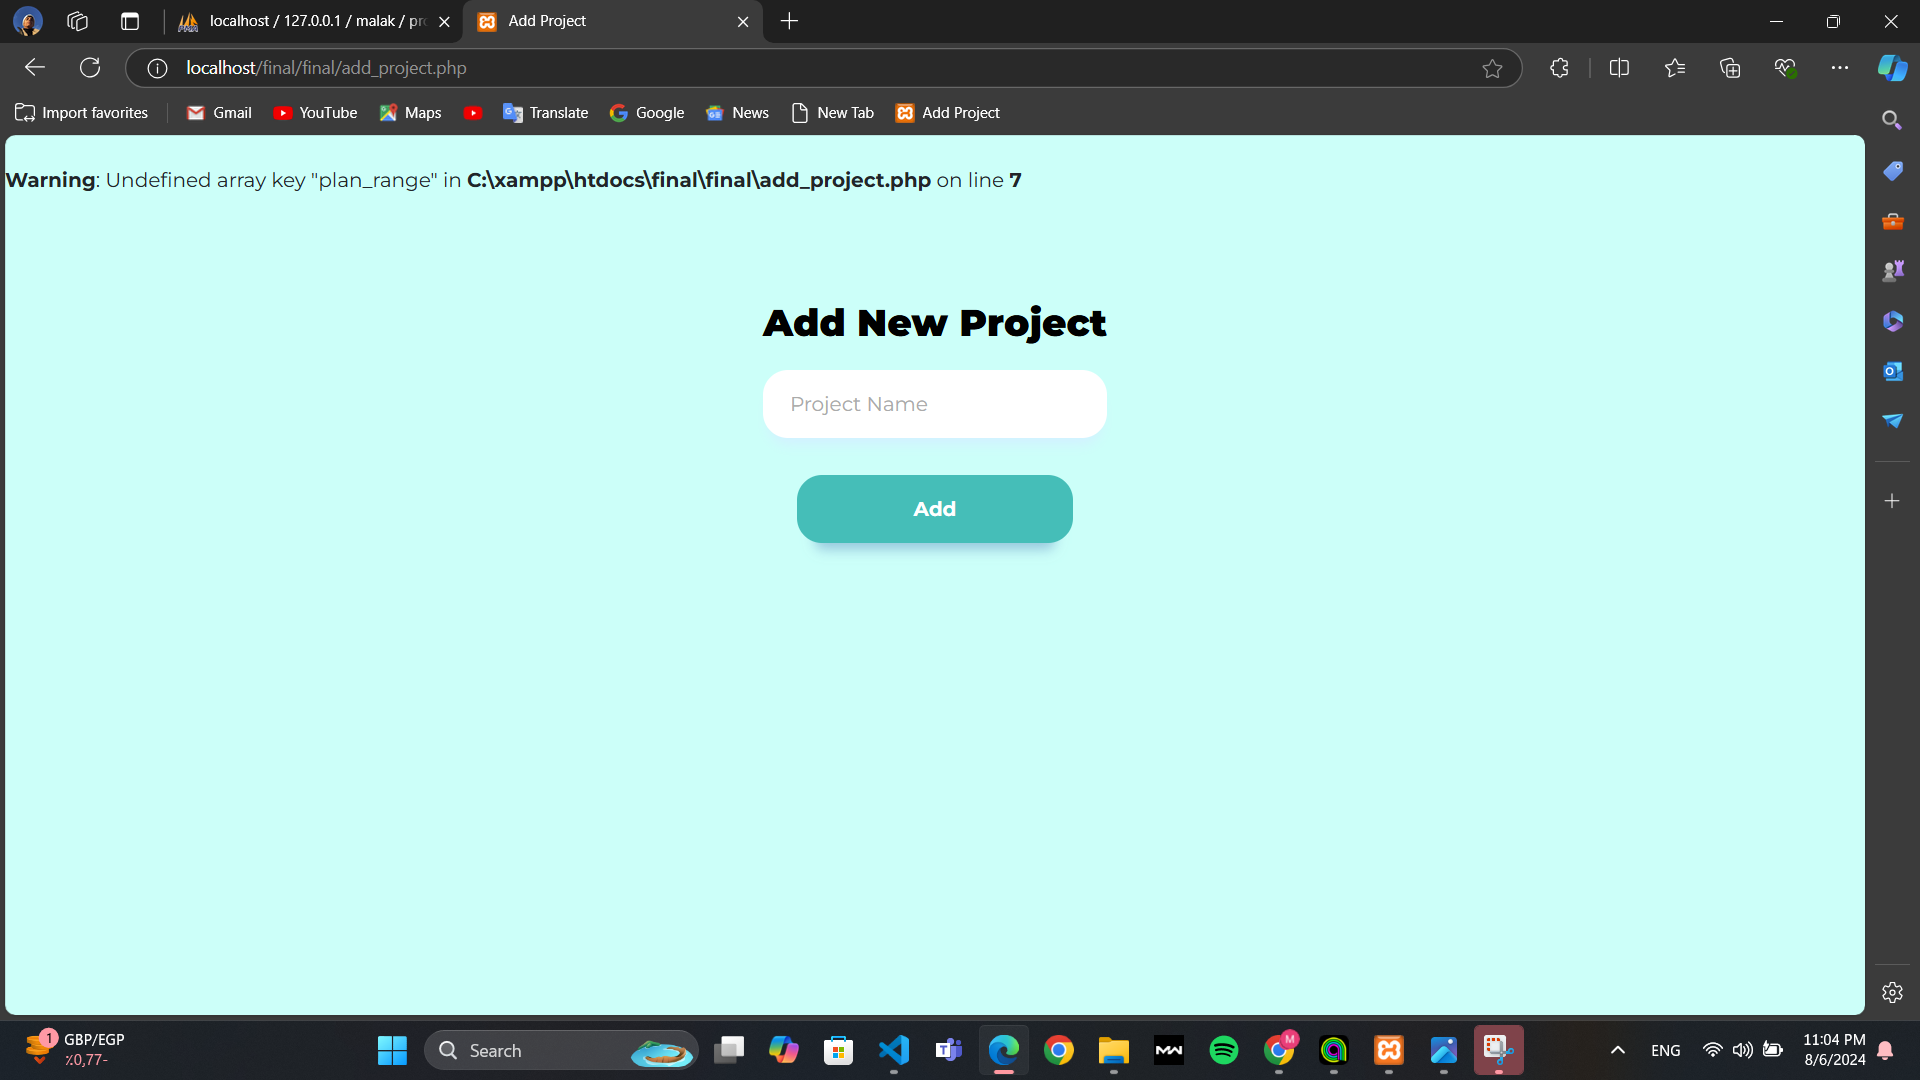 localhost / 127.0.0.1 / malak / pr
Add Project
localhost/final/final/add_project.php
Import favorites
Gmail
YouTube
Maps
Translate
Google
News
New Tab
Add Project
Warning: Undefined array key "plan_range" in C:\xampp\htdocs\final\final\add_project.php on line 7
Add New Project
Project Name
Add
1
GBP/EGP
٪0,77-
Search
M
ENG
11:04 PM
8/6/2024